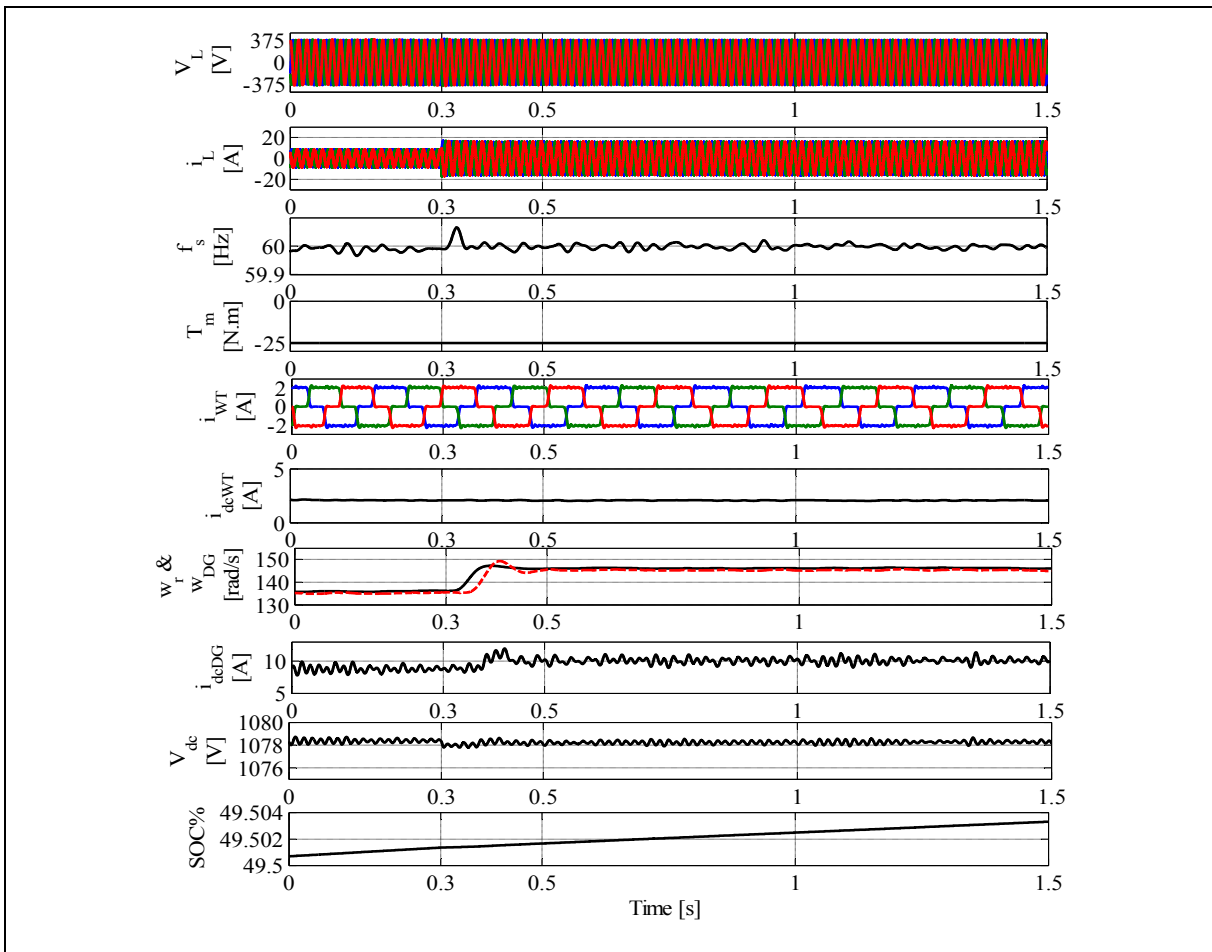 V_L
[V]
375
0
-375
0 0.3 0.5 1 1.5
i_L
[A]
20
0
-20
0 0.3 0.5 1 1.5
f_s
[Hz]
60
59.9
0 0.3 0.5 1 1.5
T_m
[N.m]
0
-25
0 0.3 0.5 1 1.5
i_WT
[A]
2
0
-2
0 0.3 0.5 1 1.5
i_dcWT
[A]
5
0
0 0.3 0.5 1 1.5
w_r &
w_DG
[rad/s]
150
140
130
0 0.3 0.5 1 1.5
i_dcDG
[A]
10
5
0 0.3 0.5 1 1.5
V_dc
[V]
1080
1078
1076
0 0.3 0.5 1 1.5
SOC%
49.504
49.502
49.5
0 0.3 0.5 1 1.5
Time [s]